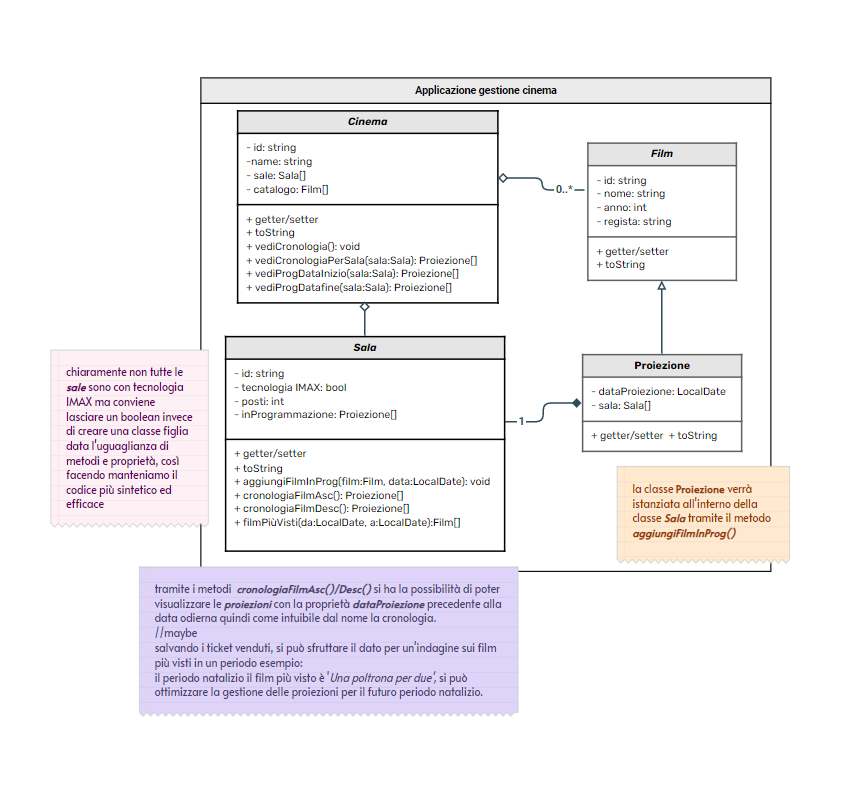 Applicazione gestione cinema
Cinema
- id: string
-name: string
- sale: Sala[]
- catalogo: Film[]
+ getter/setter
+ toString
+ vediCronologia(): void
+ vediCronologiaPerSala(sala:Sala): Proiezione[]
+ vediProgDataInizio(sala:Sala): Proiezione[]
+ vediProgDatafine(sala:Sala): Proiezione[]
0..*
Film
- id: string
- nome: string
- anno: int
- regista: string
+ getter/setter
+ toString
Sala
- id: string
- tecnologia IMAX: bool
- posti: int
- inProgrammazione: Proiezione[]
+ getter/setter
+ toString
+ aggiungiFilmInProg(film:Film, data:LocalDate): void
+ cronologiaFilmAsc(): Proiezione[]
+ cronologiaFilmDesc(): Proiezione[]
+ filmPiùVisti(da:LocalDate, a:LocalDate):Film[]
1
Proiezione
- dataProiezione: LocalDate
- sala: Sala[]
+ getter/setter + toString
chiaramente non tutte le
sale sono con tecnologia
IMAX ma conviene
lasciare un boolean invece
di creare una classe figlia
data l'uguaglianza di
metodi e proprietà, così
facendo manteniamo il
codice più sintetico ed
efficace
la classe Proiezione verrà
istanziata all'interno della
classe Sala tramite il metodo
aggiungiFilmInProg()
tramite i metodi cronologiaFilmAsc()/Desc() si ha la possibilità di poter
visualizzare le proiezioni con la proprietà dataProiezione precedente alla
data odierna quindi come intuibile dal nome la cronologia.
//maybe
salvando i ticket venduti, si può sfruttare il dato per un'indagine sui film
più visti in un periodo esempio:
il periodo natalizio il film più visto è 'Una poltrona per due', si può
ottimizzare la gestione delle proiezioni per il futuro periodo natalizio.